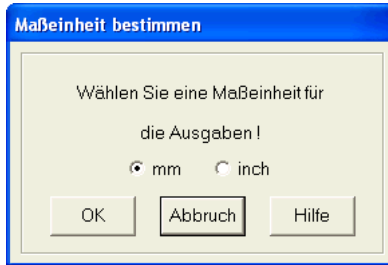 Maßeinheit bestimmen
Wählen Sie eine Maßeinheit für
die Ausgaben !
mm inch
OK Abbruch Hilfe